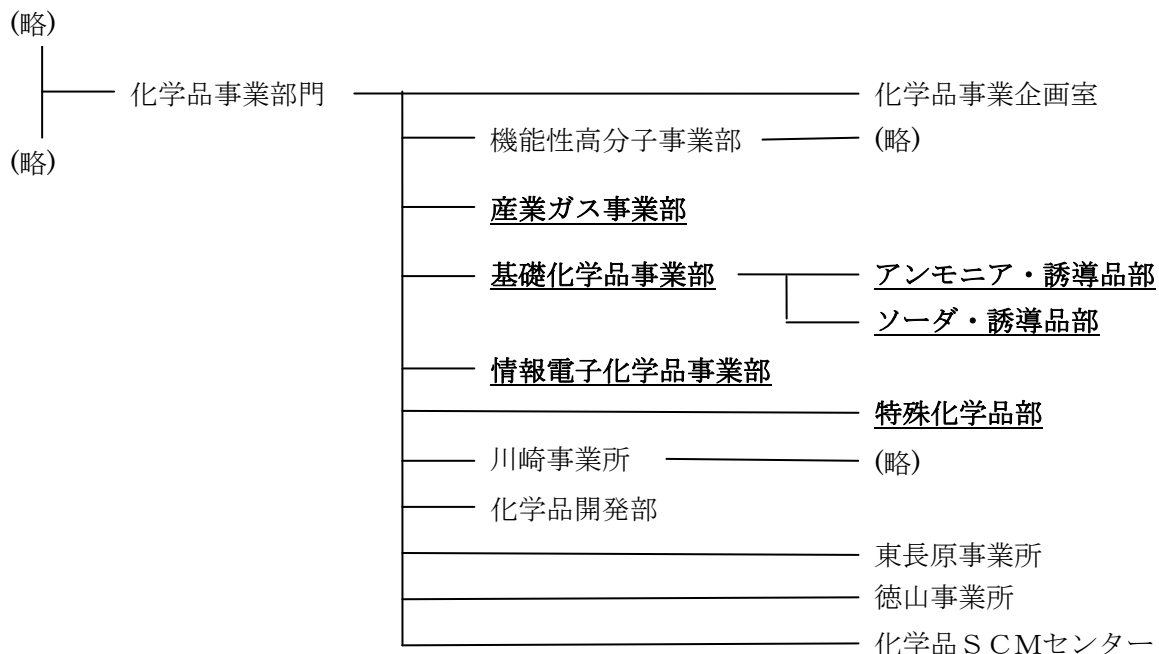 (略)
化学品事業部門
化学品事業企画室
機能性高分子事業部
(略)
(略)
産業ガス事業部
基礎化学品事業部
アンモニア・誘導品部
ソーダ・誘導品部
情報電子化学品事業部
特殊化学品部
川崎事業所
(略)
化学品開発部
東長原事業所
徳山事業所
化学品ＳＣＭセンター